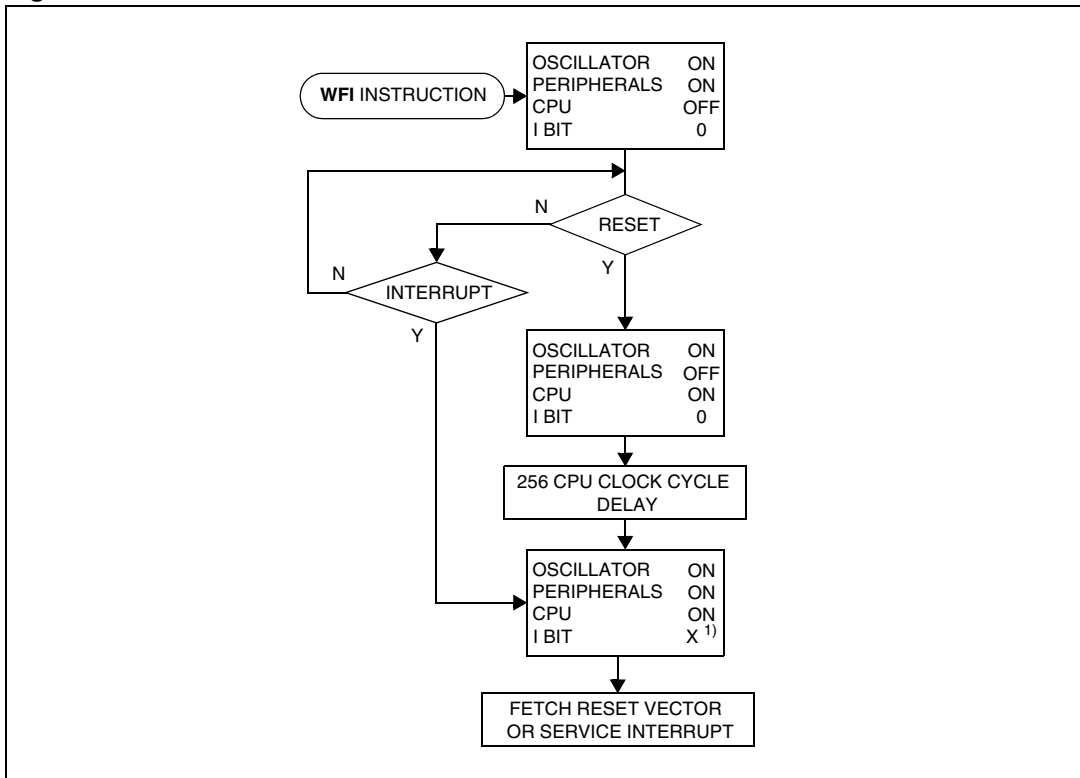 WFI INSTRUCTION
OSCILLATOR ON
PERIPHERALS ON
CPU OFF
I BIT 0
N
RESET
Y
N
INTERRUPT
Y
OSCILLATOR ON
PERIPHERALS OFF
CPU ON
I BIT 0
256 CPU CLOCK CYCLE
DELAY
OSCILLATOR ON
PERIPHERALS ON
CPU ON
I BIT X 1)
FETCH RESET VECTOR
OR SERVICE INTERRUPT